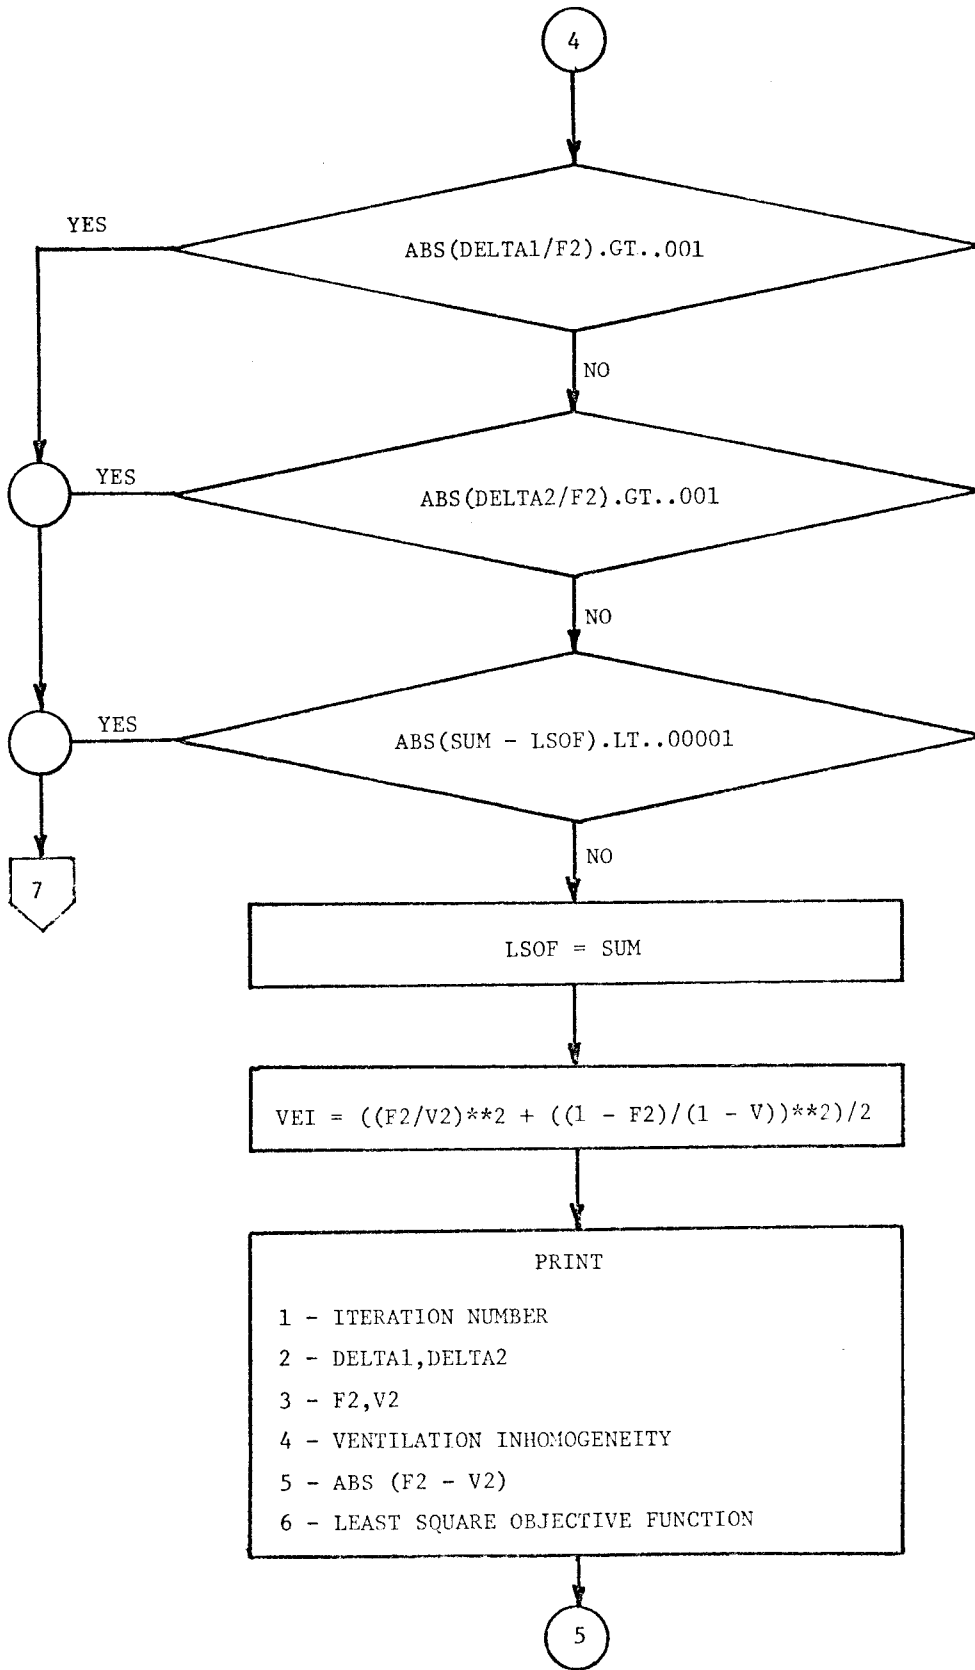 4
YES
ABS(DELTA1/F2).GT..001
NO
YES
ABS(DELTA2/F2).GT..001
NO
YES
ABS(SUM - LSOF).LT..00001
NO
7
LSOF = SUM
VEI = ((F2/V2)**2 + ((1 - F2)/(1 - V))**2)/2
PRINT
1 - ITERATION NUMBER
2 - DELTA1,DELTA2
3 - F2,V2
4 - VENTILATION INHOMOGENEITY
5 - ABS (F2 - V2)
6 - LEAST SQUARE OBJECTIVE FUNCTION
5